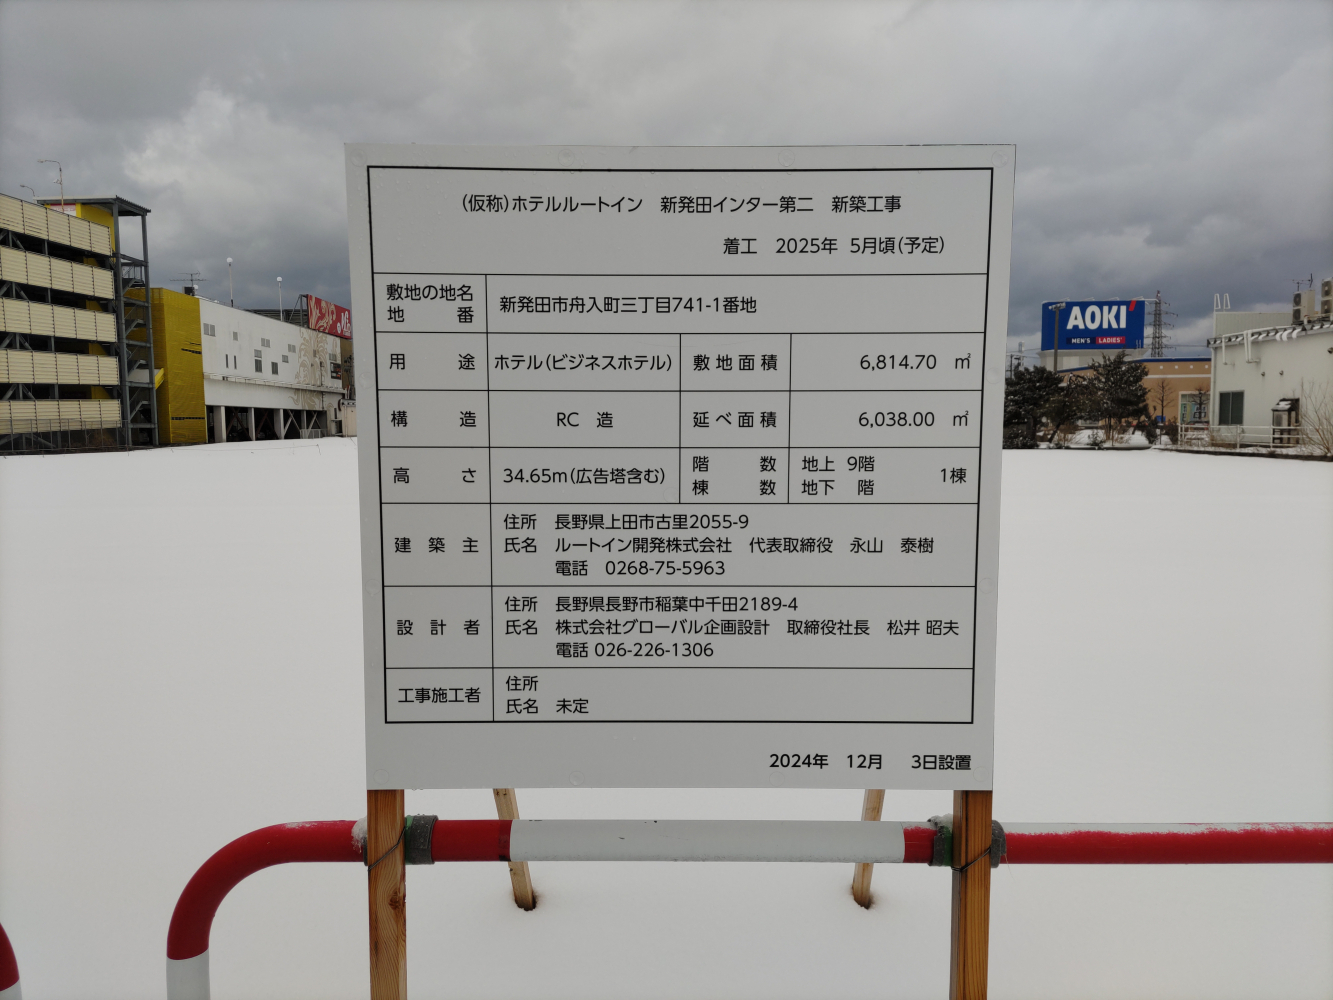 (仮称)ホテルルートイン 新発田インター第二 新築工事
着工 2025年 5月頃(予定)
敷地の地名
地番
新発田市舟入町三丁目741-1番地
用途 ホテル(ビジネスホテル) 敷地面積 6,814.70 ㎡
構造 RC 造 延べ面積 6,038.00 ㎡
高さ 34.65m(広告塔含む) 階数 地上 9階
棟数 地下 階 1棟
建築主
住所 長野県上田市古里2055-9
氏名 ルートイン開発株式会社 代表取締役 永山 泰樹
電話 0268-75-5963
設計者
住所 長野県長野市稲葉中千田2189-4
氏名 株式会社グローバル企画設計 取締役社長 松井 昭夫
電話 026-226-1306
工事施工者
住所
氏名 未定
2024年 12月 3日設置
AOKI
MEN'S LADIES'